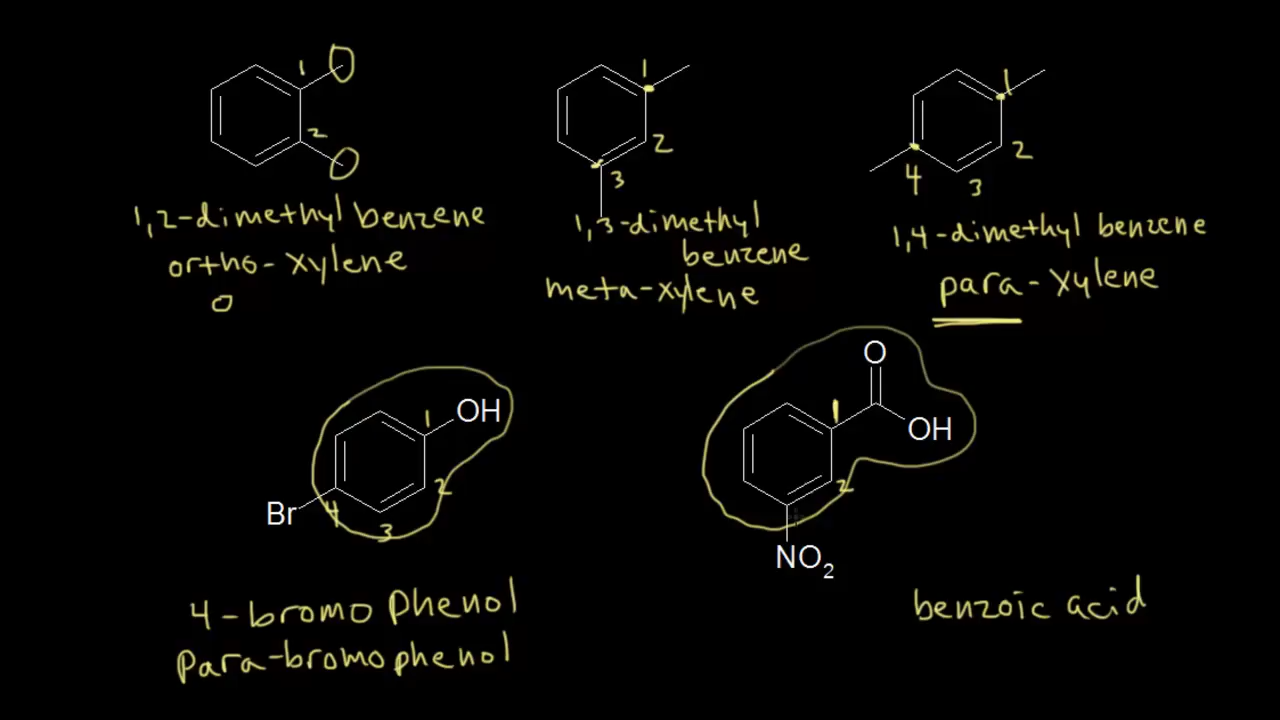 1
2
1,2-dimethyl benzene
ortho-xylene
o
1
2
3
1,3-dimethyl
benzene
meta-xylene
1
2
3
4
1,4-dimethyl benzene
para-xylene
OH
1
2
3
4
Br
4-bromo phenol
Para-bromophenol
O
OH
1
2
NO2
benzoic acid